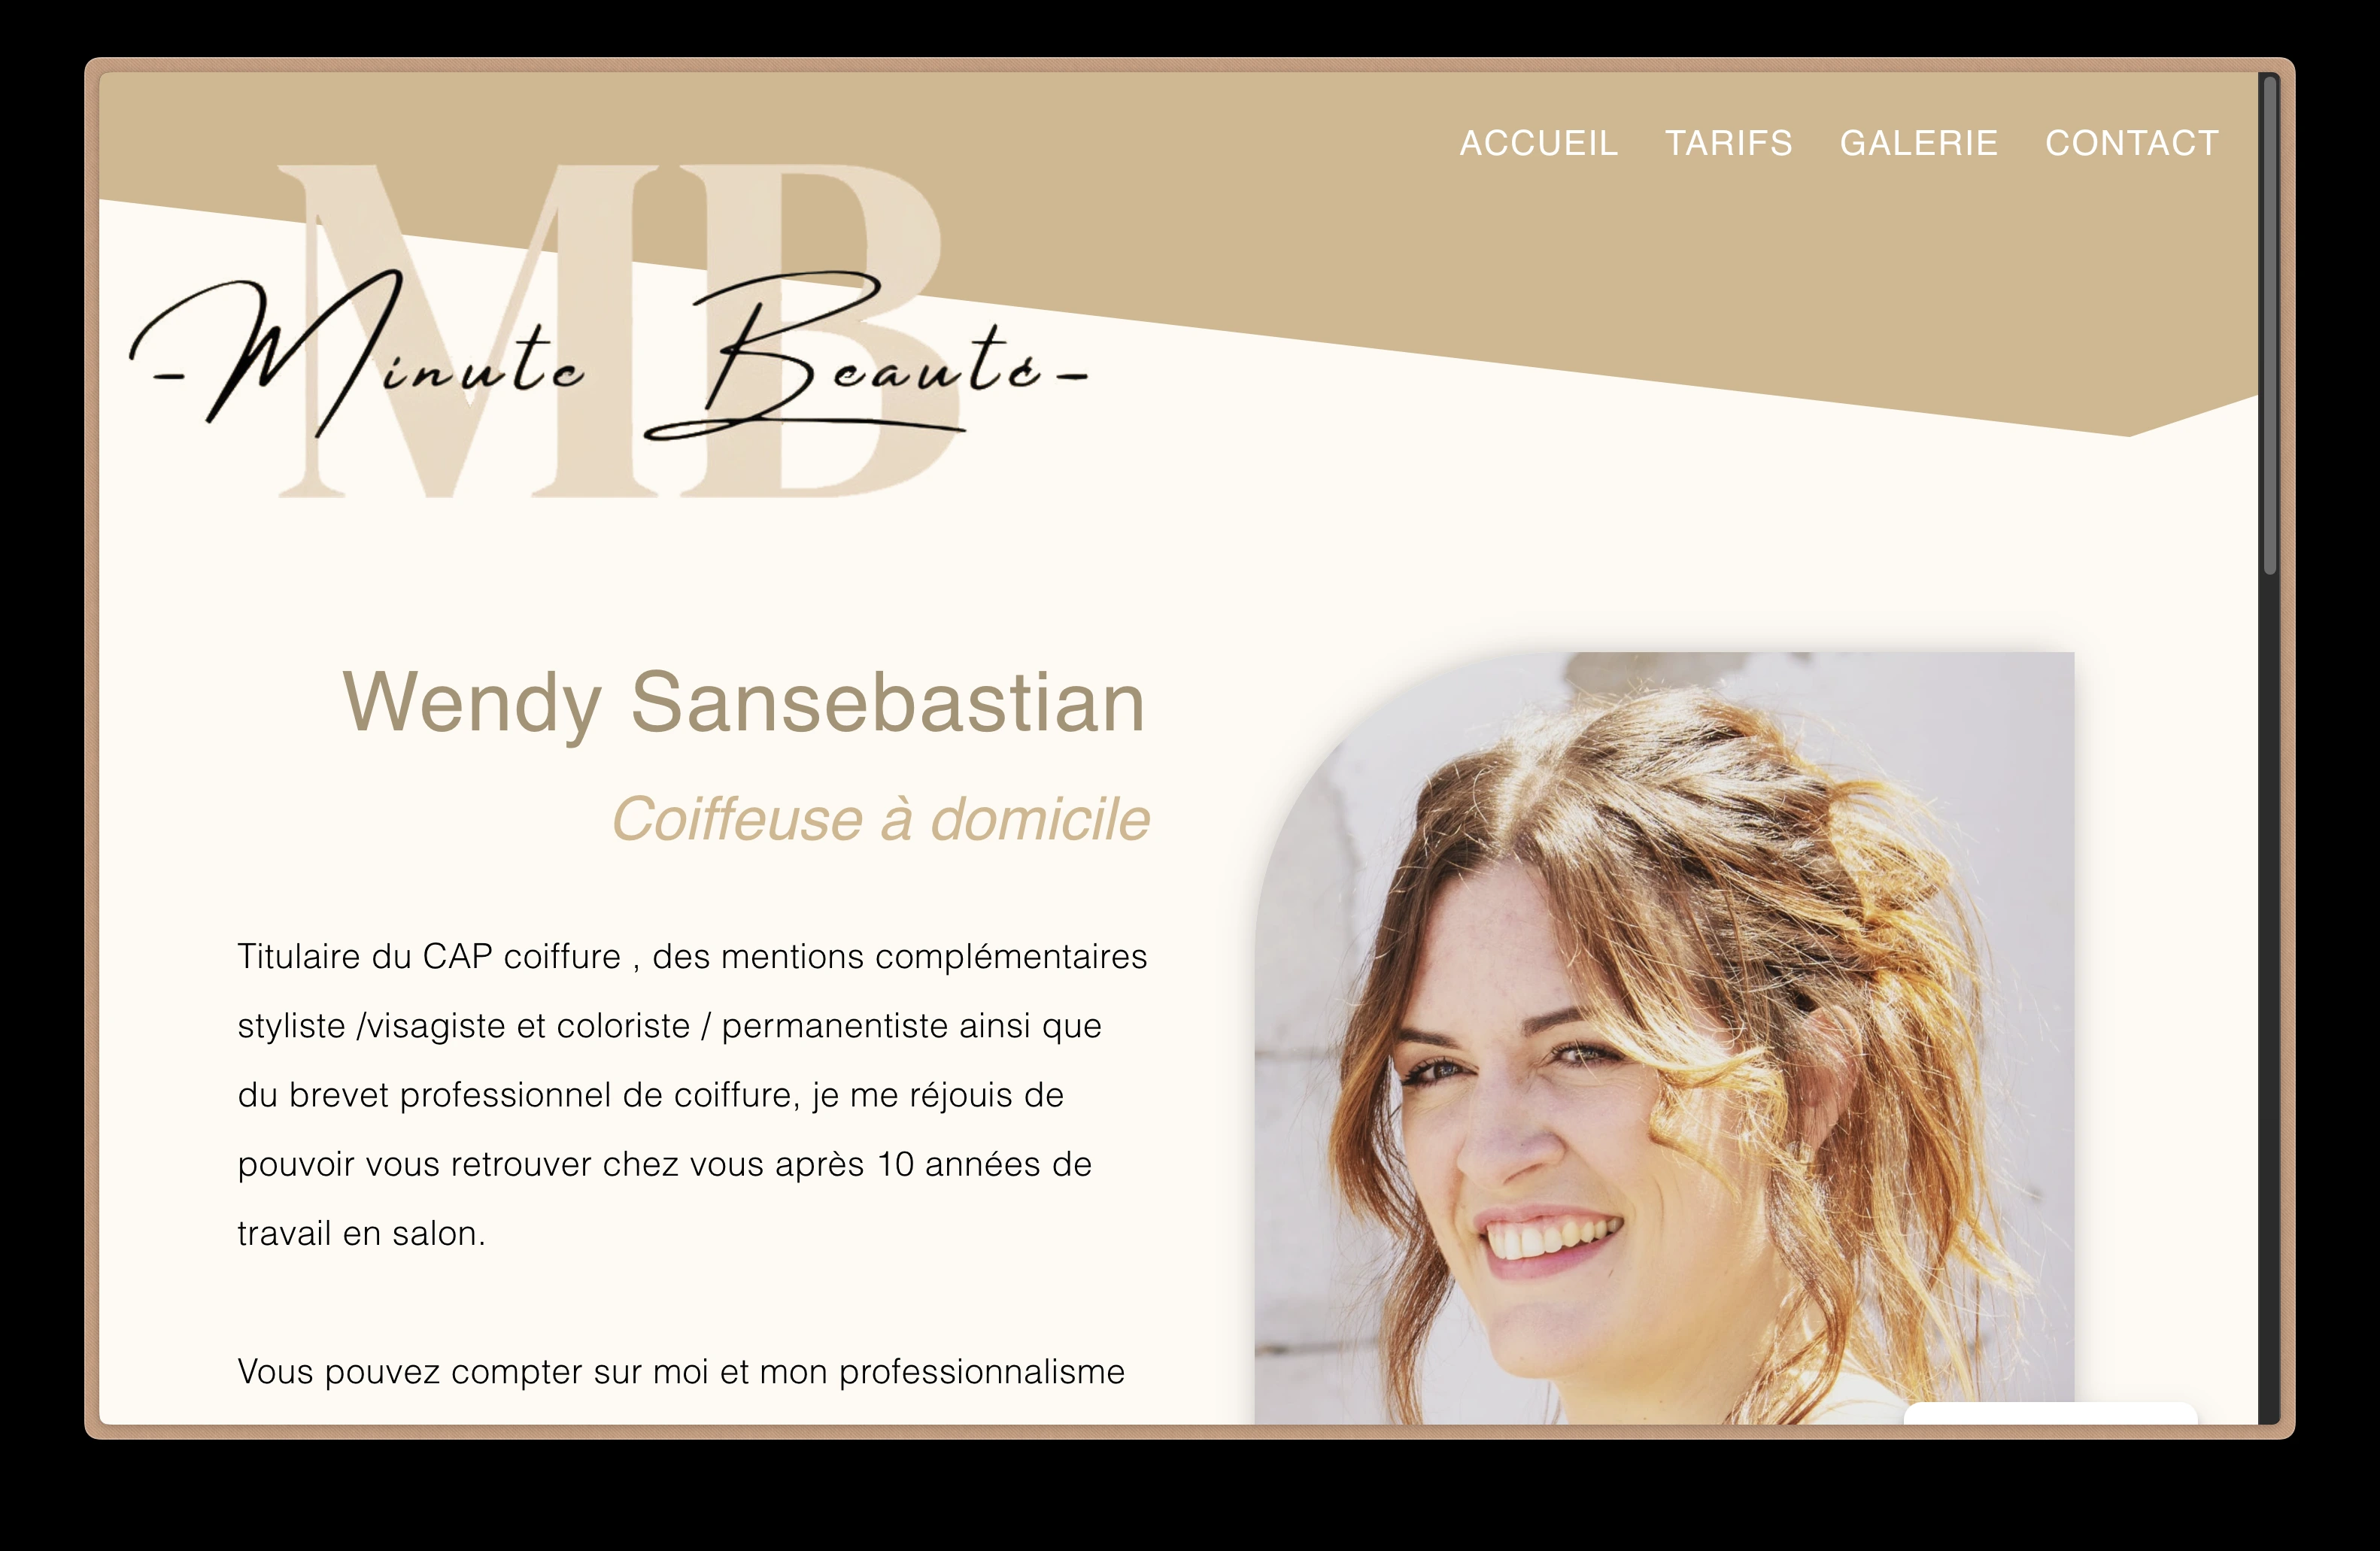 ACCUEIL TARIFS GALERIE CONTACT
MB
-Minute Beauté-
Wendy Sansebastian
Coiffeuse à domicile
Titulaire du CAP coiffure , des mentions complémentaires
styliste /visagiste et coloriste / permanentiste ainsi que
du brevet professionnel de coiffure, je me réjouis de
pouvoir vous retrouver chez vous après 10 années de
travail en salon.
Vous pouvez compter sur moi et mon professionnalisme